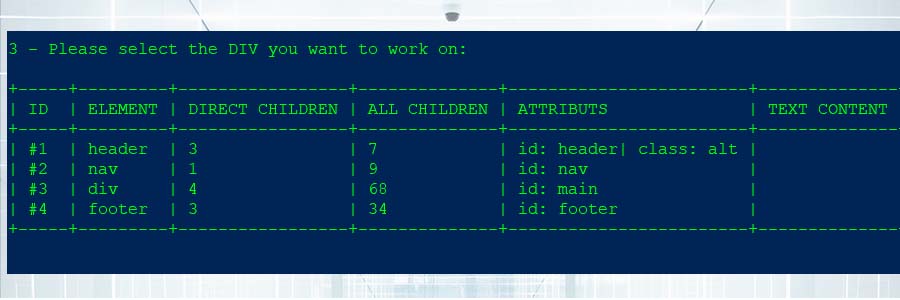 3 - Please select the DIV you want to work on:
+-----+---------+-----------------+--------------+------------------------+--------------
| ID  | ELEMENT | DIRECT CHILDREN | ALL CHILDREN | ATTRIBUTS              | TEXT CONTENT
+-----+---------+-----------------+--------------+------------------------+--------------
| #1  | header  | 3               | 7            | id: header| class: alt |
| #2  | nav     | 1               | 9            | id: nav                |
| #3  | div     | 4               | 68           | id: main               |
| #4  | footer  | 3               | 34           | id: footer             |
+-----+---------+-----------------+--------------+------------------------+--------------